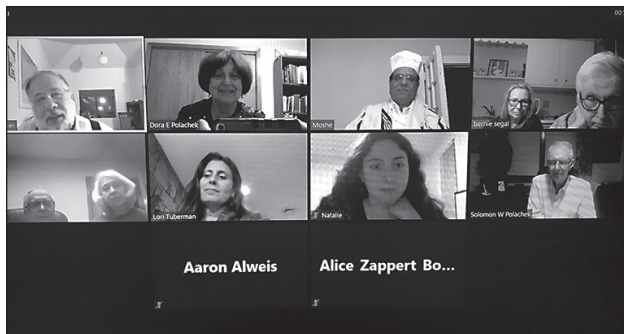 Dora E Polachek
Moshe
bernie segal
Lori Tuberman
Natalie
Solomon W Polachek
Aaron Alweis
Alice Zappert Bo...